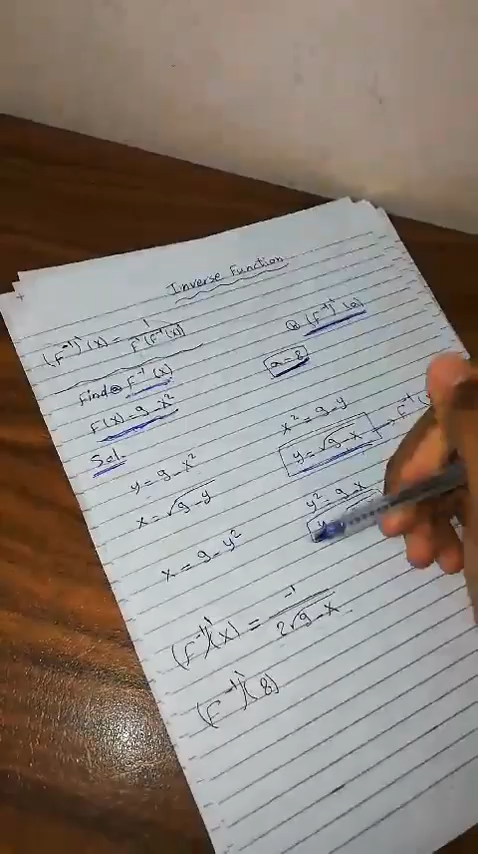 Inverse Function
(F⁻¹)'(x) = 1 / F'(F⁻¹(x))
Find ⓐ F⁻¹(x)
ⓑ (F⁻¹)'(a)
F(x) = 9 - x²
a = 8
Sol.
y = 9 - x²
x = √9 - y
x = 9 - y²
x² = 9 - y
y = √9 - x → F⁻¹(
y² = 9 - x
y
(F⁻¹)'(x) = -1 / 2√9 - x
(F⁻¹)'(8)